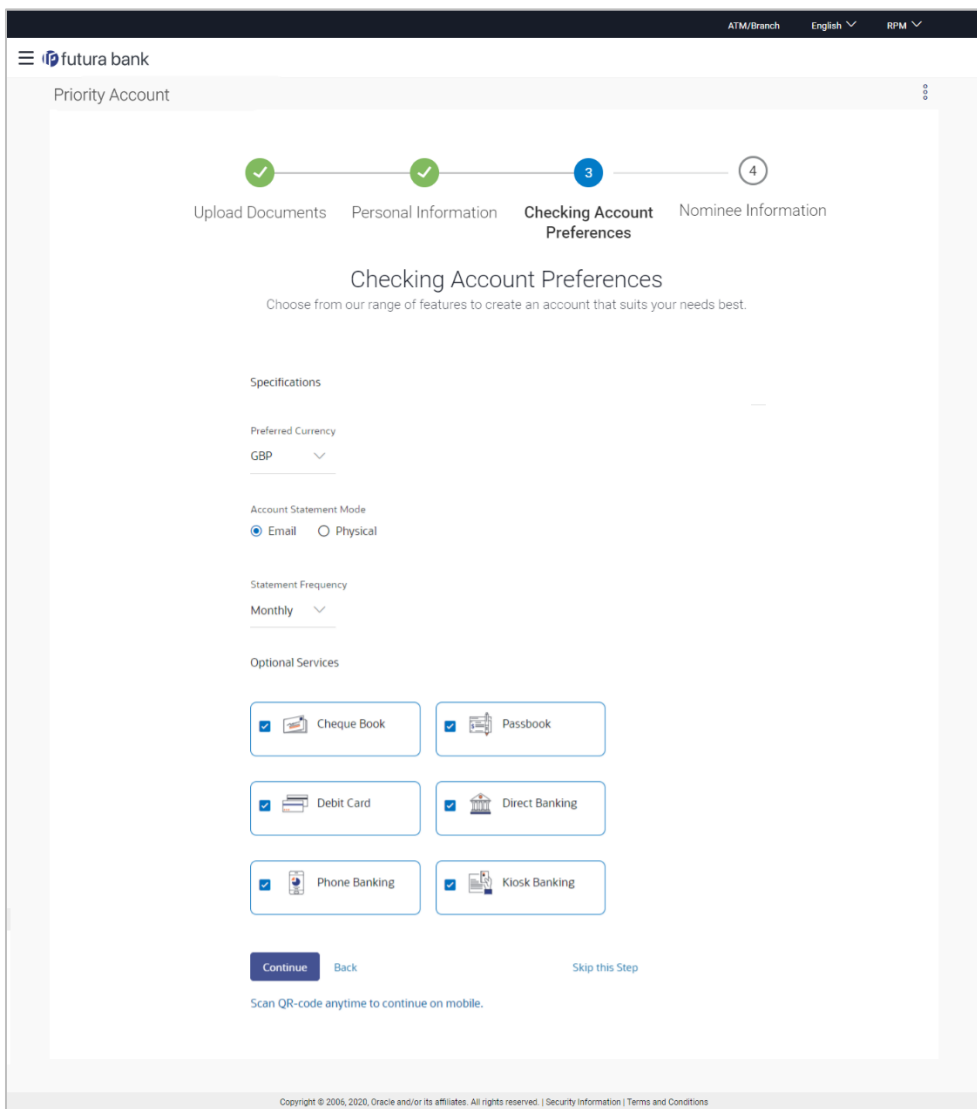 ATM/Branch English RPM
futura bank
Priority Account
3 4
Upload Documents Personal Information Checking Account Nominee Information
Preferences
Checking Account Preferences
Choose from our range of features to create an account that suits your needs best.
Specifications
Preferred Currency
GBP
Account Statement Mode
Email Physical
Statement Frequency
Monthly
Optional Services
Cheque Book Passbook
Debit Card Direct Banking
Phone Banking Kiosk Banking
Continue Back Skip this Step
Scan QR-code anytime to continue on mobile.
Copyright © 2006, 2020, Oracle and/or its affiliates. All rights reserved. | Security Information | Terms and Conditions